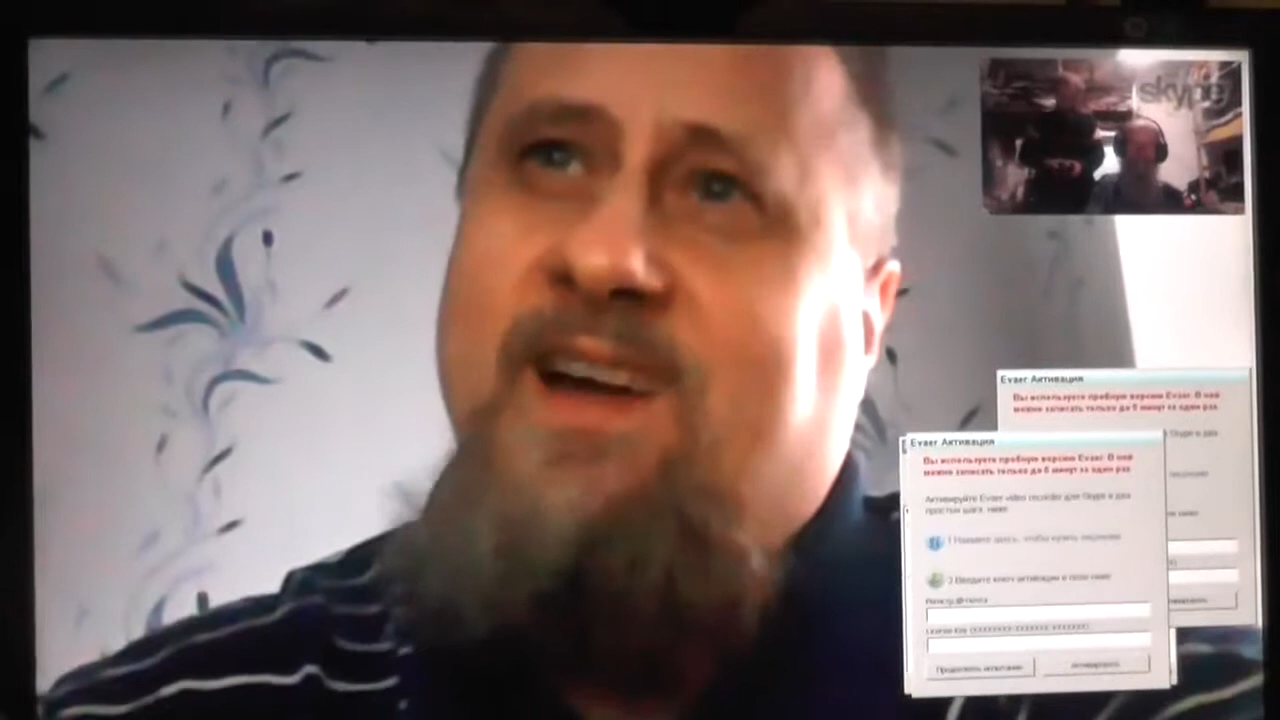 skype
Evaer Активация
Вы используете пробную версию Evaer. В ней
можно записать только до 5 минут за один раз.
Evaer Активация
Вы используете пробную версию Evaer. В ней
можно записать только до 5 минут за один раз.
Активируйте Evaer video recorder для Skype в два
простых шага ниже:
1 Нажмите здесь, чтобы купить лицензию
2 Введите ключ активации в поле ниже
Продолжить испытание
Активировать